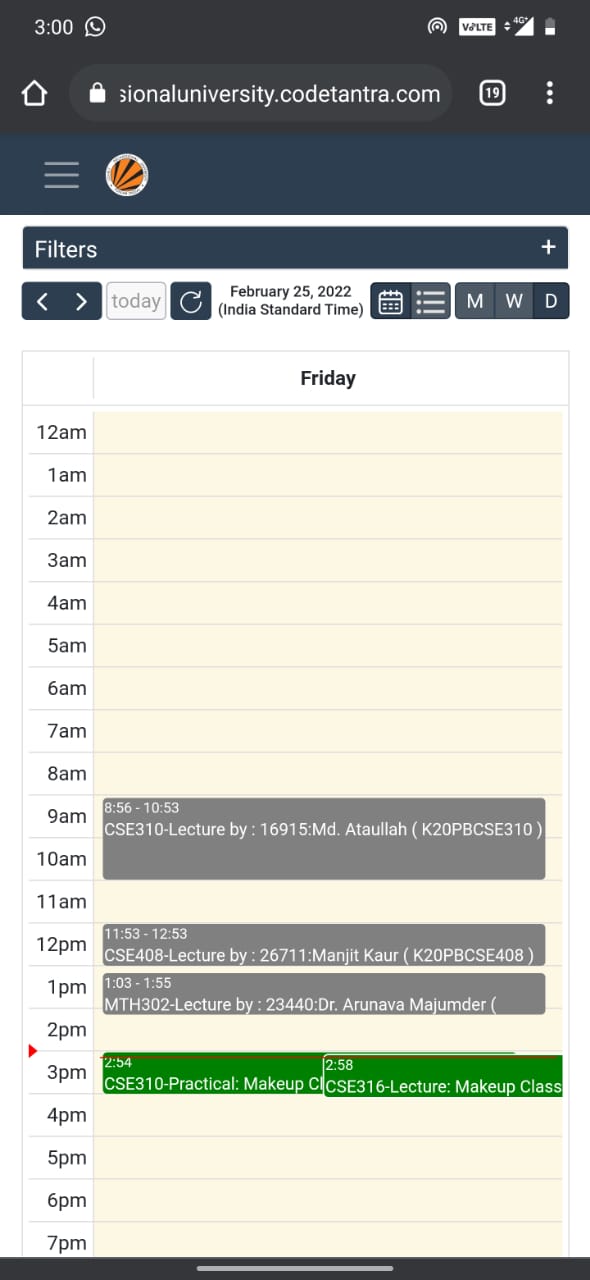 3:00
VoLTE 4G+
sionaluniversity.codetantra.com 19
Filters +
today
February 25, 2022
(India Standard Time)
M W D
Friday
12am
1am
2am
3am
4am
5am
6am
7am
8am
8:56 - 10:53
9am
CSE310-Lecture by : 16915:Md. Ataullah ( K20PBCSE310 )
10am
11am
11:53 - 12:53
12pm
CSE408-Lecture by : 26711:Manjit Kaur ( K20PBCSE408 )
1:03 - 1:55
1pm
MTH302-Lecture by : 23440:Dr. Arunava Majumder (
2pm
2:54 2:58
3pm
CSE310-Practical: Makeup Cl CSE316-Lecture: Makeup Class
4pm
5pm
6pm
7pm